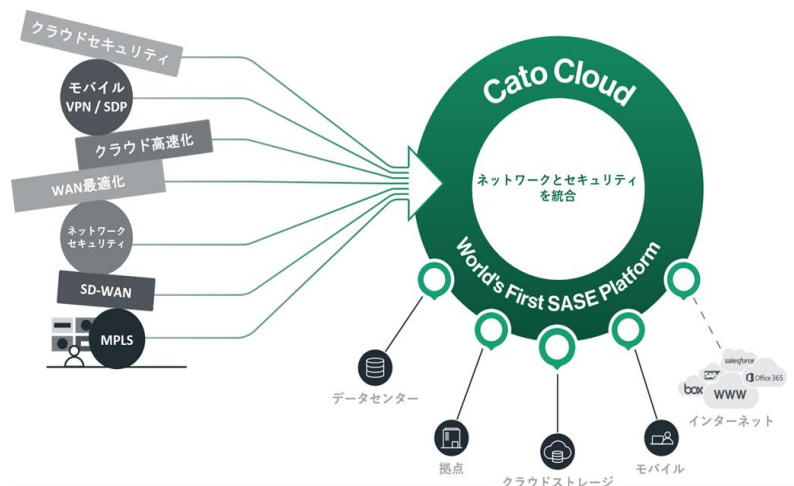 クラウドセキュリティ
モバイル
VPN / SDP
クラウド高速化
WAN最適化
ネットワーク
セキュリティ
SD-WAN
MPLS
Cato Cloud
ネットワークとセキュリティ
を統合
World's First SASE Platform
データセンター
拠点
クラウドストレージ
モバイル
salesforce
SAP
Office 365
box
WWW
インターネット